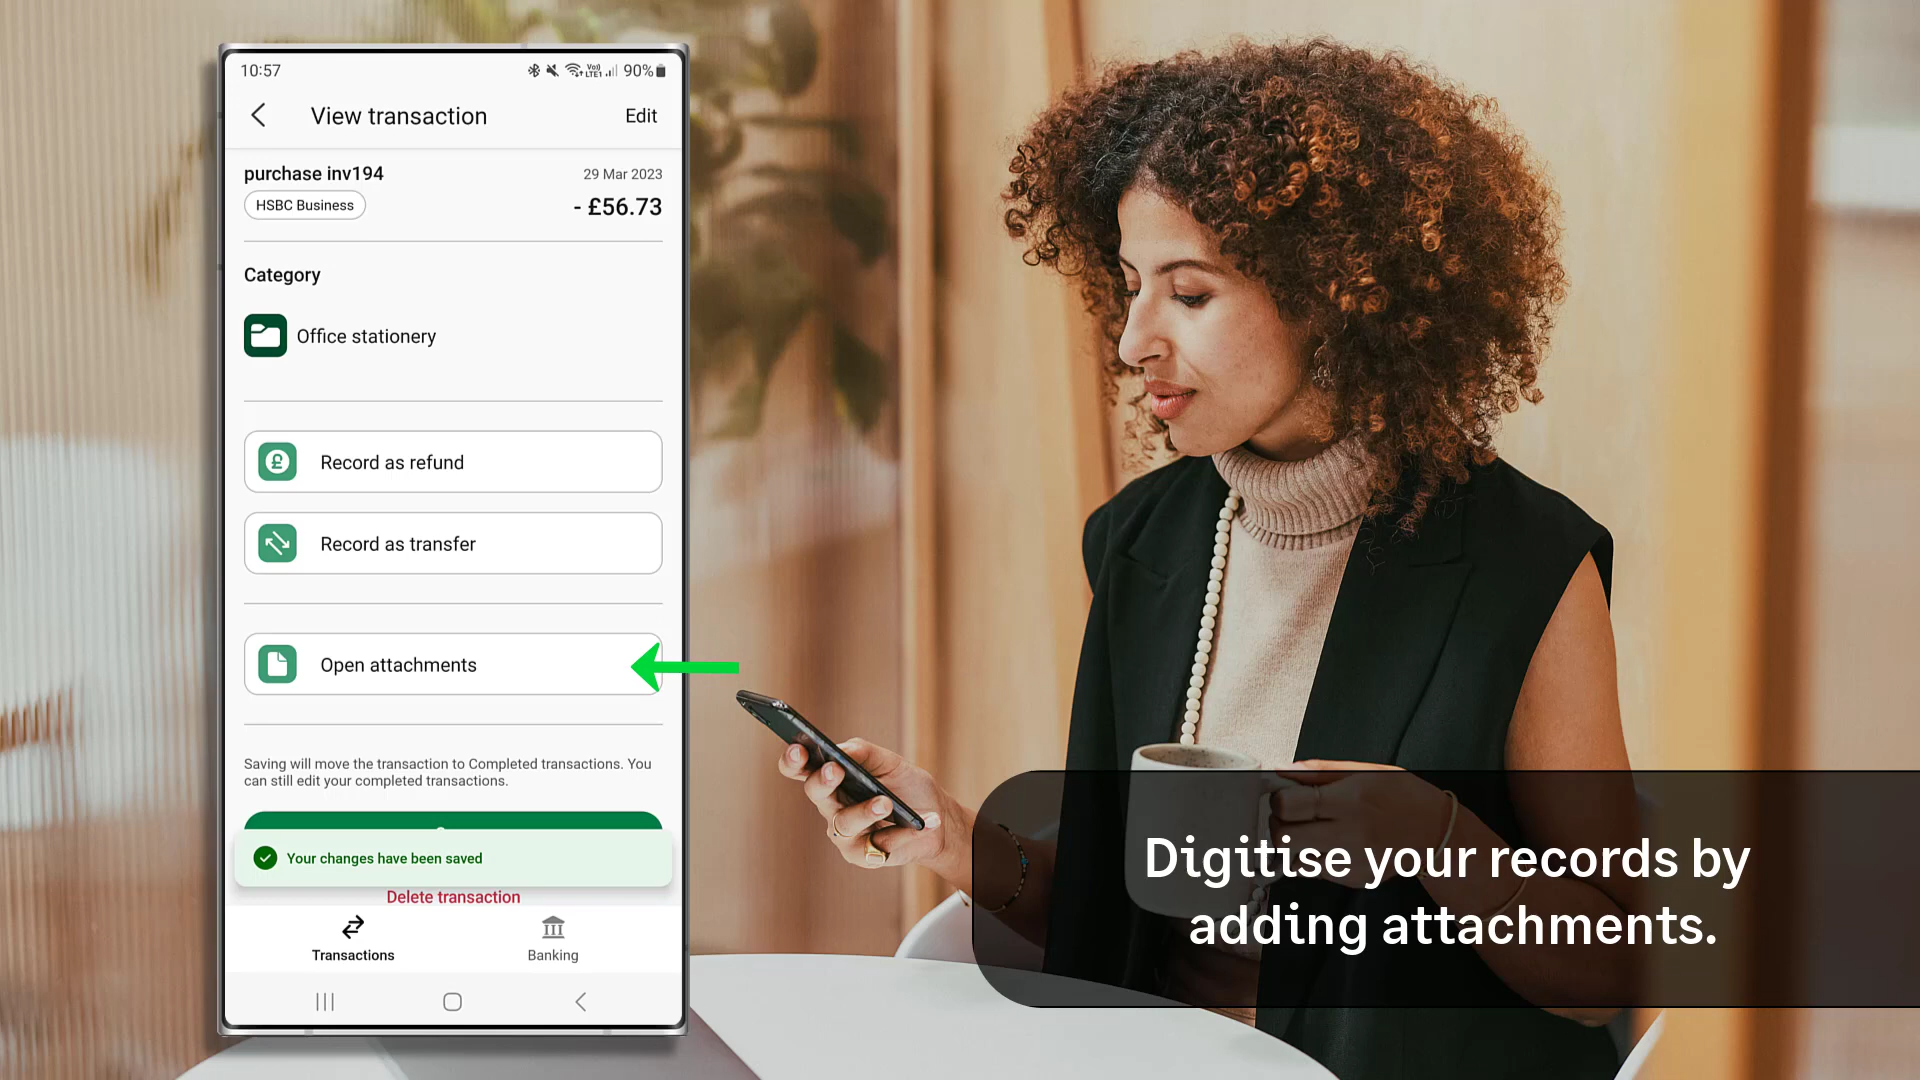 10:57
90%
View transaction
Edit
purchase inv194
29 Mar 2023
HSBC Business
- £56.73
Category
Office stationery
Record as refund
Record as transfer
Open attachments
Saving will move the transaction to Completed transactions. You
can still edit your completed transactions.
Your changes have been saved
Delete transaction
Transactions
Banking
Digitise your records by
adding attachments.